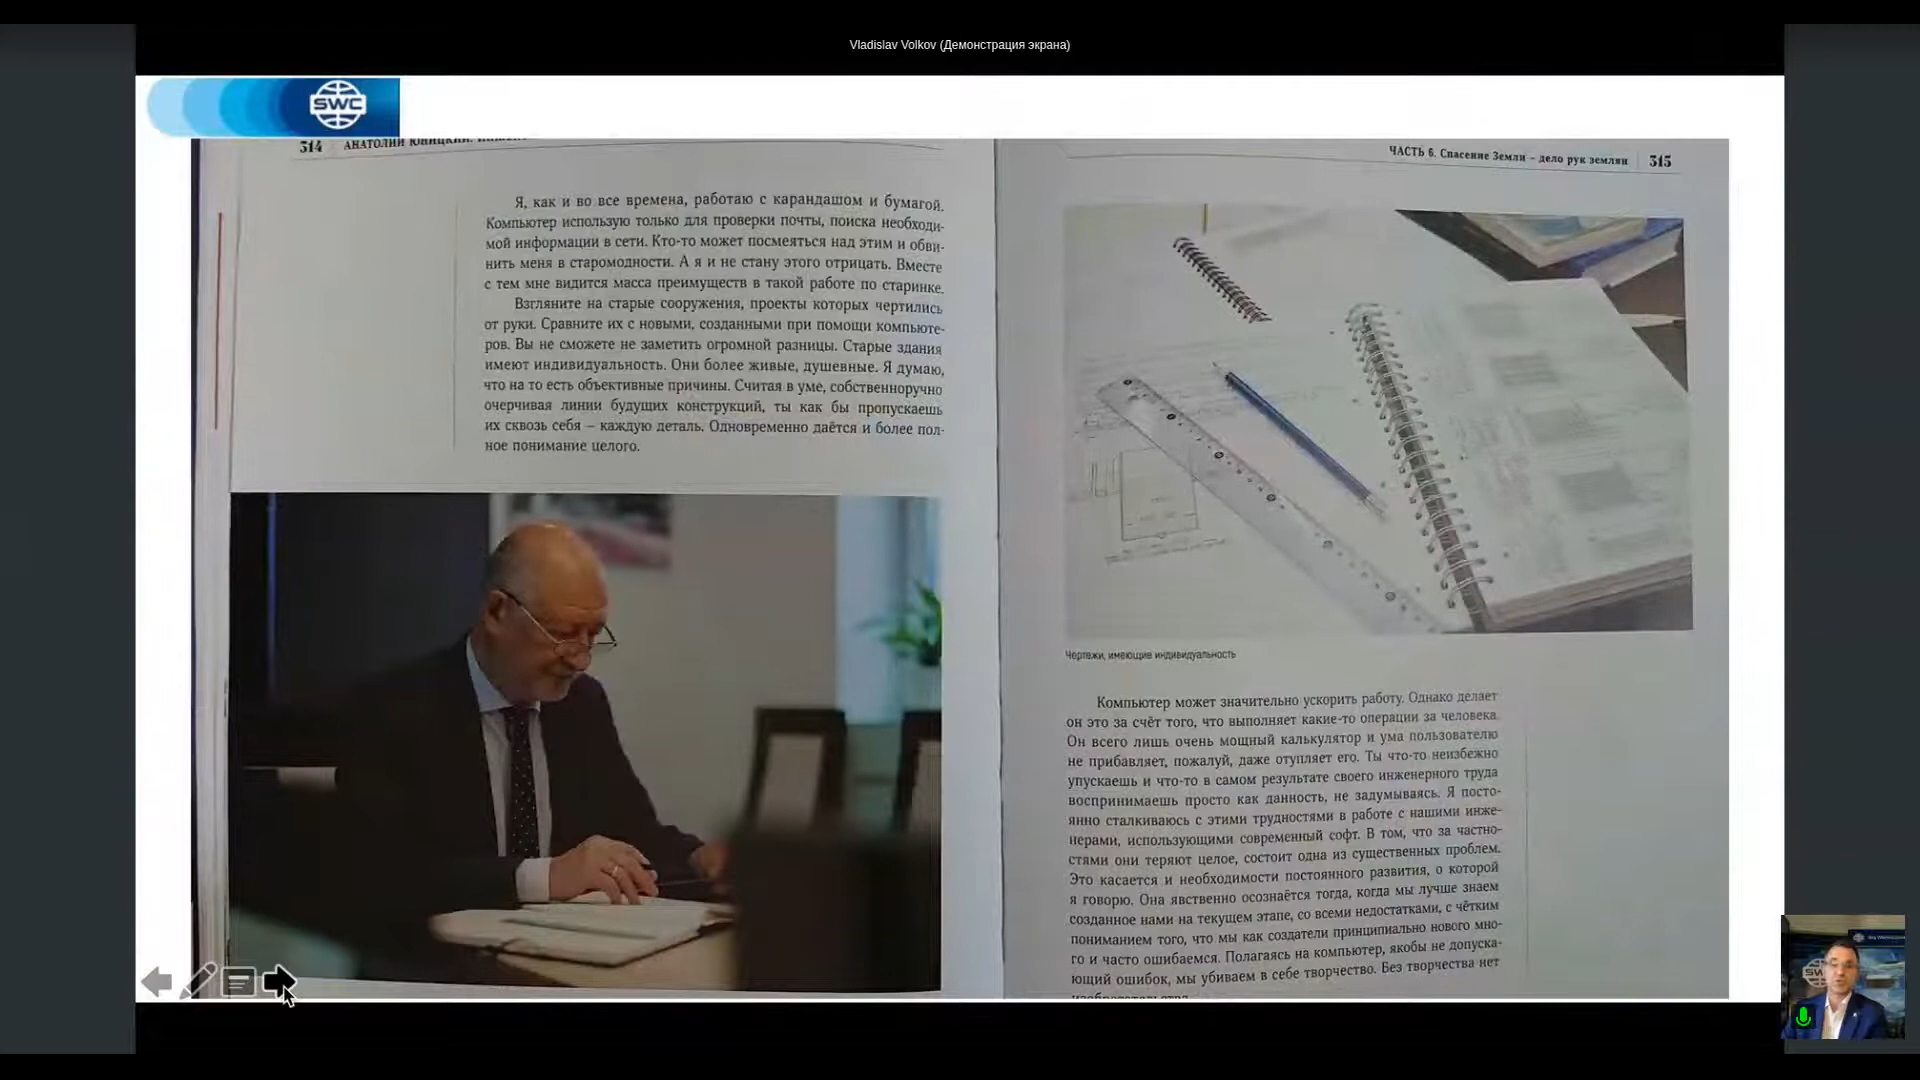 Vladislav Volkov (Демонстрация экрана)
SWC
314 АНАТОЛИЙ ЮНИЦКИЙ.
Я, как и во все времена, работаю с карандашом и бумагой.
Компьютер использую только для проверки почты, поиска необходи-
мой информации в сети. Кто-то может посмеяться над этим и обви-
нить меня в старомодности. А я и не стану этого отрицать. Вместе
с тем мне видится масса преимуществ в такой работе по старинке.
Взгляните на старые сооружения, проекты которых чертились
от руки. Сравните их с новыми, созданными при помощи компьюте-
ров. Вы не сможете не заметить огромной разницы. Старые здания
имеют индивидуальность. Они более живые, душевные. Я думаю,
что на то есть объективные причины. Считая в уме, собственноручно
очерчивая линии будущих конструкций, ты как бы пропускаешь
их сквозь себя – каждую деталь. Одновременно даётся и более пол-
ное понимание целого.
ЧАСТЬ 6. Спасение Земли – дело рук землян 315
Чертежи, имеющие индивидуальность
Компьютер может значительно ускорить работу. Однако делает
он это за счёт того, что выполняет какие-то операции за человека.
Он всего лишь очень мощный калькулятор и ума пользователю
не прибавляет, пожалуй, даже отупляет его. Ты что-то неизбежно
упускаешь и что-то в самом результате своего инженерного труда
воспринимаешь просто как данность, не задумываясь. Я посто-
янно сталкиваюсь с этими трудностями в работе с нашими инже-
нерами, использующими современный софт. В том, что за частно-
стями они теряют целое, состоит одна из существенных проблем.
Это касается и необходимости постоянного развития, о которой
я говорю. Она явственно осознаётся тогда, когда мы лучше знаем
созданное нами на текущем этапе, со всеми недостатками, с чётким
пониманием того, что мы как создатели принципиально нового мно-
го и часто ошибаемся. Полагаясь на компьютер, якобы не допуска-
ющий ошибок, мы убиваем в себе творчество. Без творчества нет